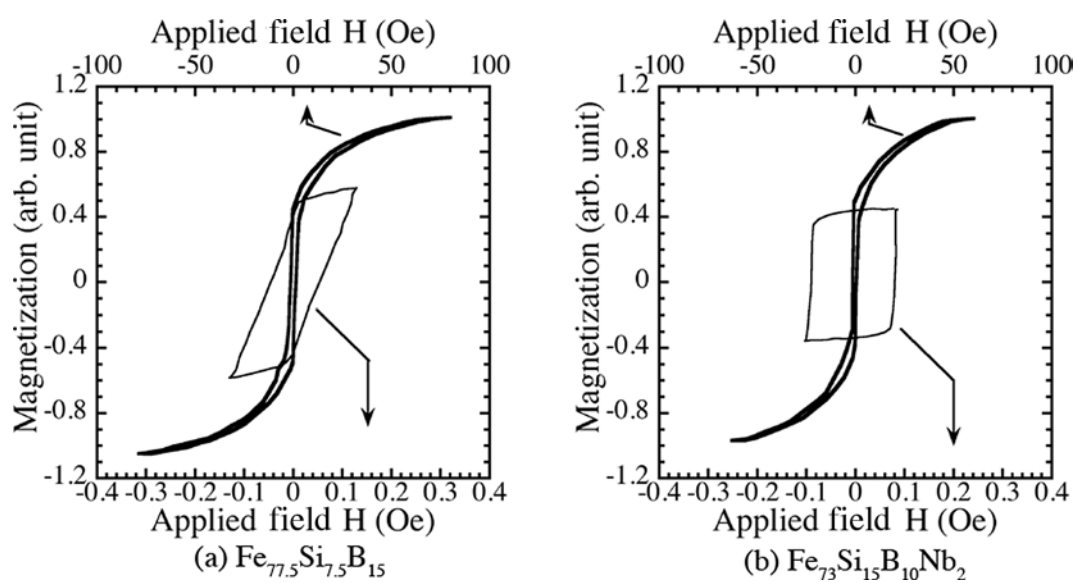 Applied field H (Oe)
-100 -50 0 50 100
Magnetization (arb. unit)
1.2
0.8
0.4
0
-0.4
-0.8
-1.2
-0.4 -0.3 -0.2 -0.1 0 0.1 0.2 0.3 0.4
Applied field H (Oe)
(a) Fe77.5Si7.5B15
Applied field H (Oe)
-100 -50 0 50 100
Magnetization (arb. unit)
1.2
0.8
0.4
0
-0.4
-0.8
-1.2
-0.4 -0.3 -0.2 -0.1 0 0.1 0.2 0.3 0.4
Applied field H (Oe)
(b) Fe73Si15B10Nb2